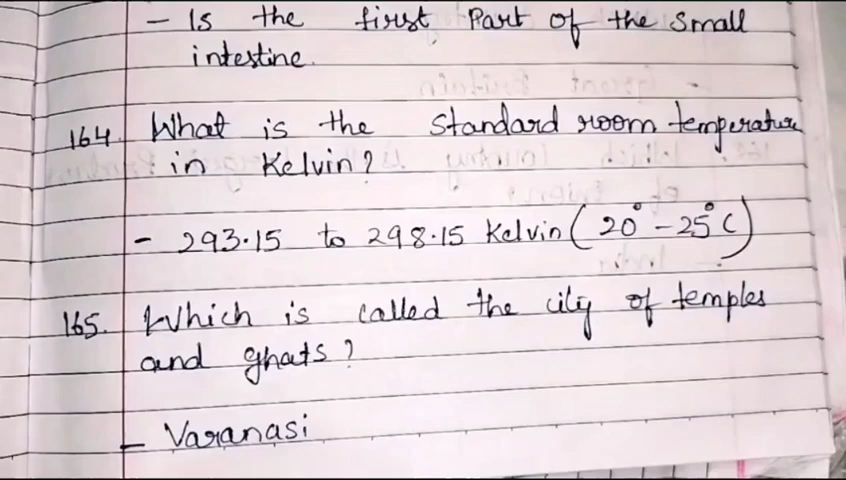 - Is the first Part of the Small
intestine.
164. What is the standard room temperature
in Kelvin?
- 293.15 to 298.15 Kelvin (20° - 25°C)
165. Which is called the city of temples
and ghats?
- Varanasi